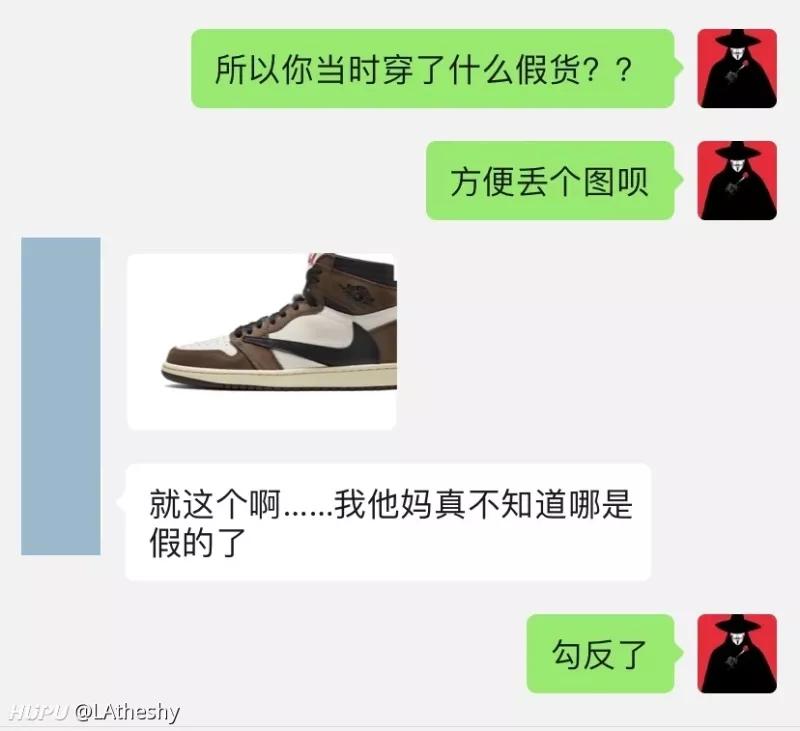 所以你当时穿了什么假货？？
方便丢个图呗
就这个啊……我他妈真不知道哪是
假的了
勾反了
HUPU @LAtheshy